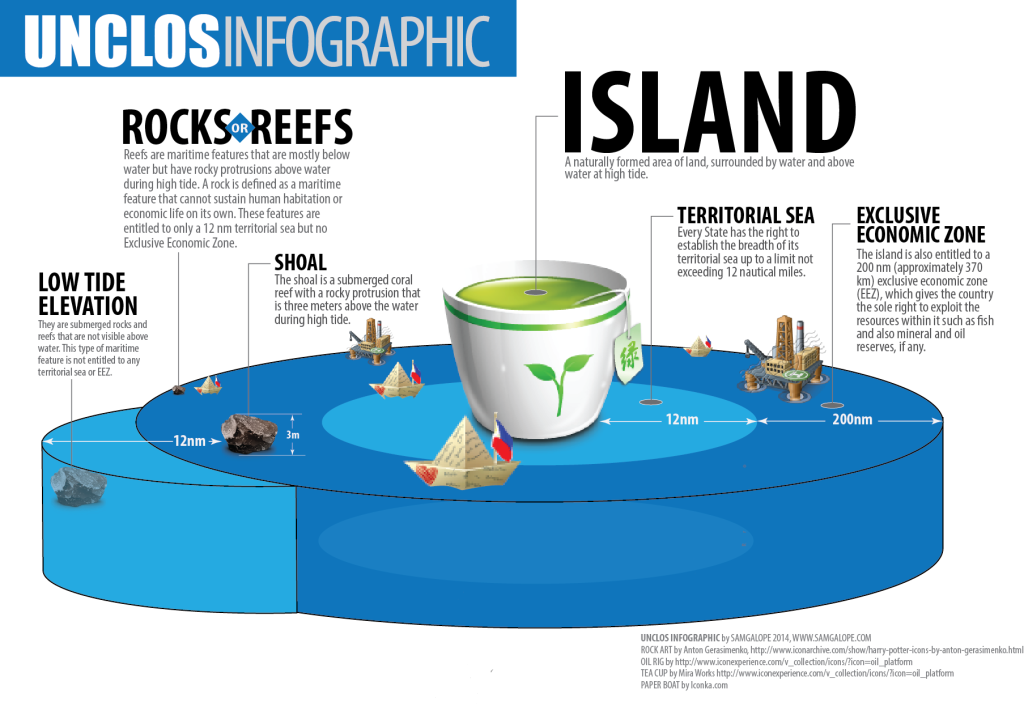 UNCLOS INFOGRAPHIC
ISLAND
A naturally formed area of land, surrounded by water and above
water at high tide.
ROCKS OR REEFS
Reefs are maritime features that are mostly below
water but have rocky protrusions above water
during high tide. A rock is defined as a maritime
feature that cannot sustain human habitation or
economic life on its own. These features are
entitled to only a 12 nm territorial sea but no
Exclusive Economic Zone.
TERRITORIAL SEA
Every State has the right to
establish the breadth of its
territorial sea up to a limit not
exceeding 12 nautical miles.
EXCLUSIVE
ECONOMIC ZONE
The island is also entitled to a
200 nm (approximately 370
km) exclusive economic zone
(EEZ), which gives the country
the sole right to exploit the
resources within it such as fish
and also mineral and oil
reserves, if any.
SHOAL
The shoal is a submerged coral
reef with a rocky protrusion that
is three meters above the water
during high tide.
LOW TIDE
ELEVATION
They are submerged rocks and
reefs that are not visible above
water. This type of maritime
feature is not entitled to any
territorial sea or EEZ.
绿
12nm
3m
12nm
200nm
UNCLOS INFOGRAPHIC by SAMGALOPE 2014, WWW.SAMGALOPE.COM
ROCK ART by Anton Gerasimenko, http://www.iconarchive.com/show/harry-potter-icons-by-anton-gerasimenko.html
OIL RIG by http://www.iconexperience.com/v_collection/icons/?icon=oil_platform
TEA CUP by Mira Works http://www.iconexperience.com/v_collection/icons/?icon=oil_platform
PAPER BOAT by Iconka.com